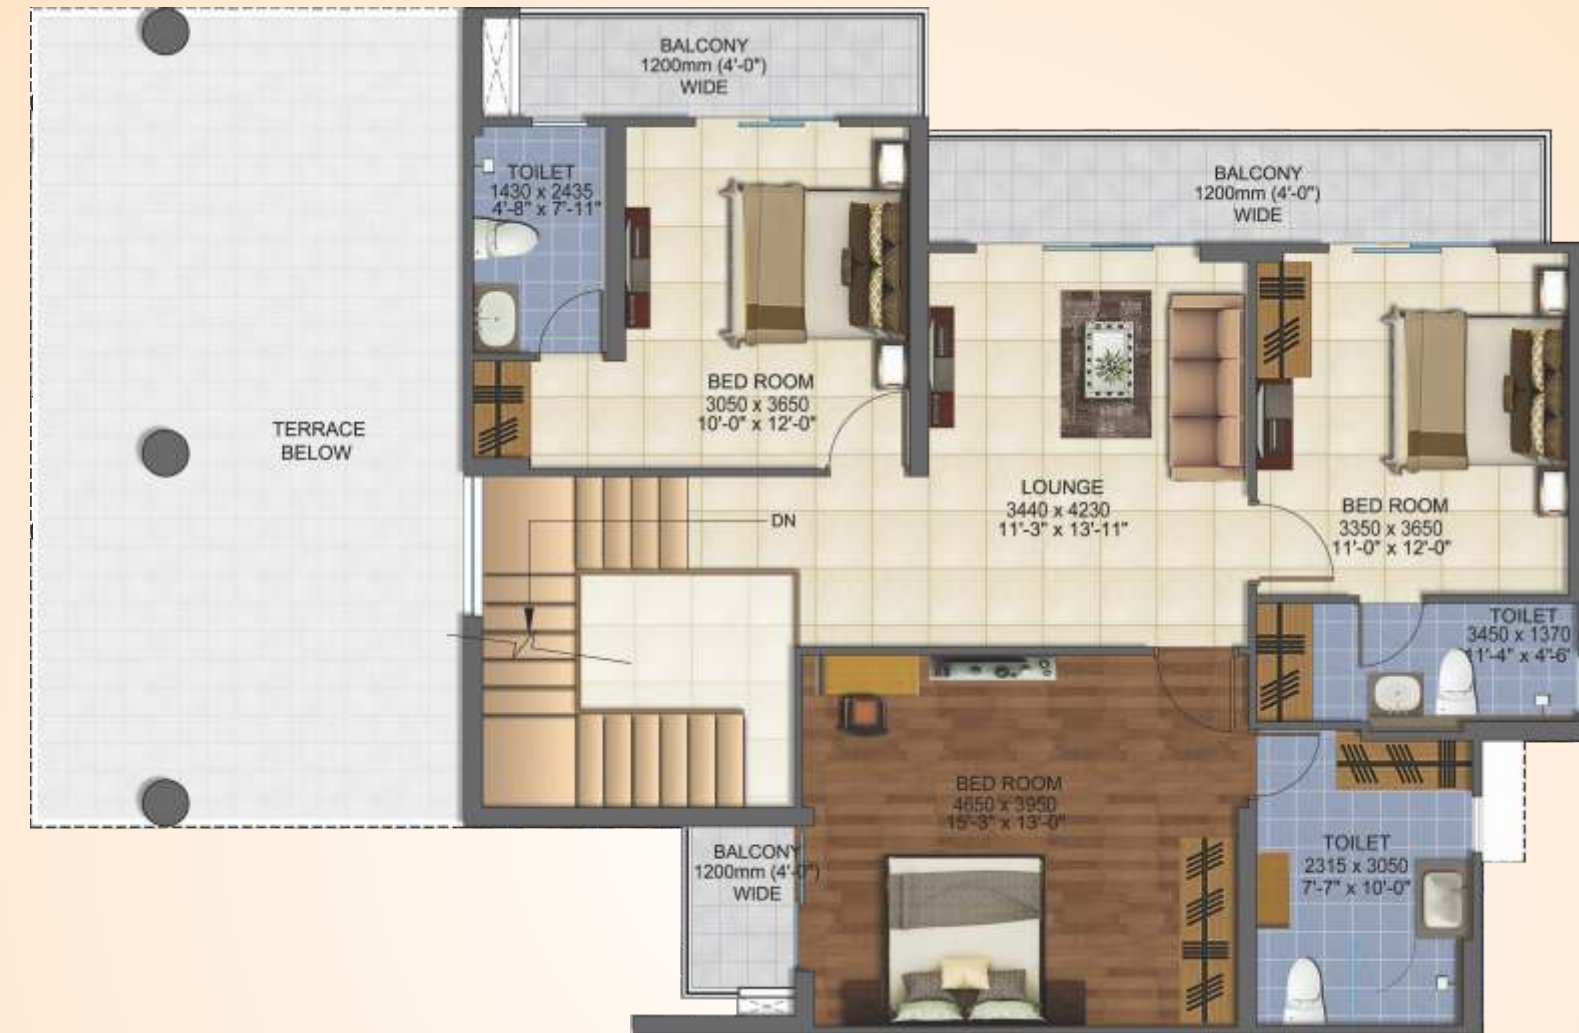 BALCONY
1200mm (4'-0")
WIDE
TOILET
1430 x 2435
4'-8" x 7'-11"
BALCONY
1200mm (4'-0")
WIDE
BED ROOM
3050 x 3650
10'-0" x 12'-0"
TERRACE
BELOW
LOUNGE
3440 x 4230
11'-3" x 13'-11"
BED ROOM
3350 x 3650
11'-0" x 12'-0"
DN
TOILET
3450 x 1370
11'-4" x 4'-6'
BED ROOM
4650 x 3950
15'-3" x 13'-0"
BALCONY
1200mm (4'-0")
WIDE
TOILET
2315 x 3050
7'-7" x 10'-0"